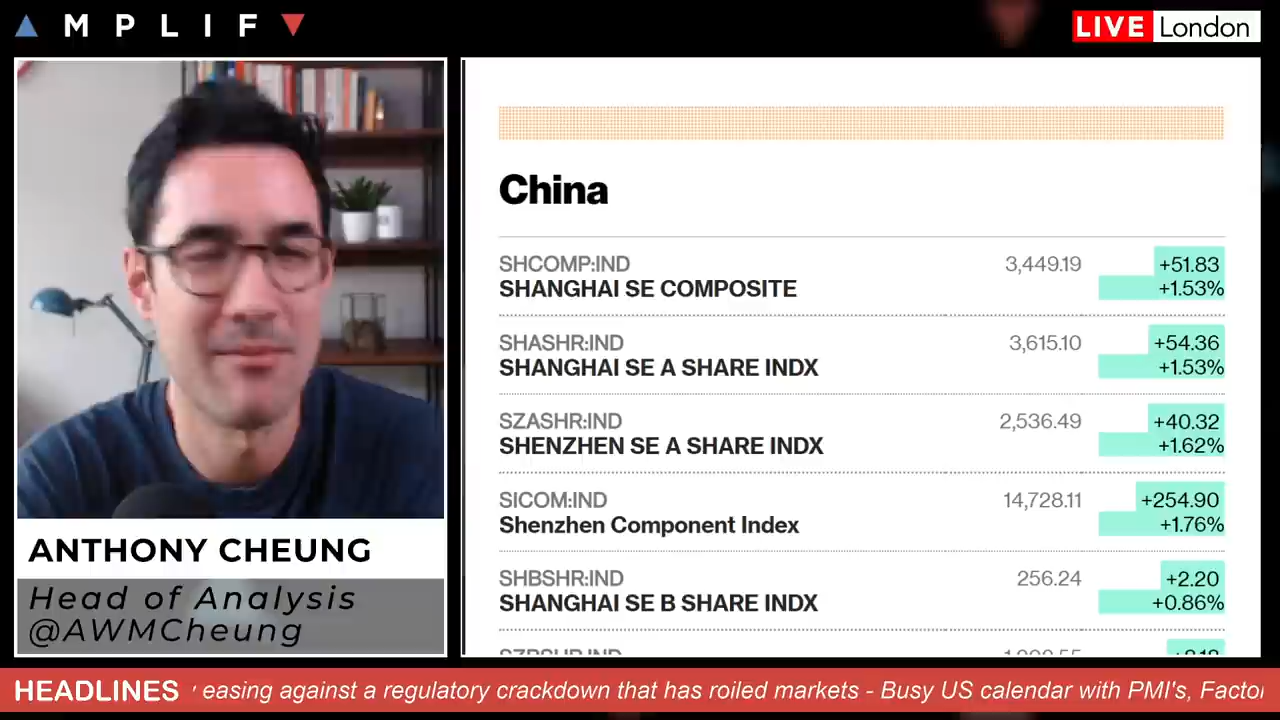 AMPLIFY
LIVE London
China
SHCOMP:IND 3,449.19 +51.83
SHANGHAI SE COMPOSITE +1.53%
SHASHR:IND 3,615.10 +54.36
SHANGHAI SE A SHARE INDX +1.53%
SZASHR:IND 2,536.49 +40.32
SHENZHEN SE A SHARE INDX +1.62%
SICOM:IND 14,728.11 +254.90
Shenzhen Component Index +1.76%
SHBSHR:IND 256.24 +2.20
SHANGHAI SE B SHARE INDX +0.86%
ANTHONY CHEUNG
Head of Analysis
@AWMCheung
HEADLINES ' easing against a regulatory crackdown that has roiled markets - Busy US calendar with PMI's,